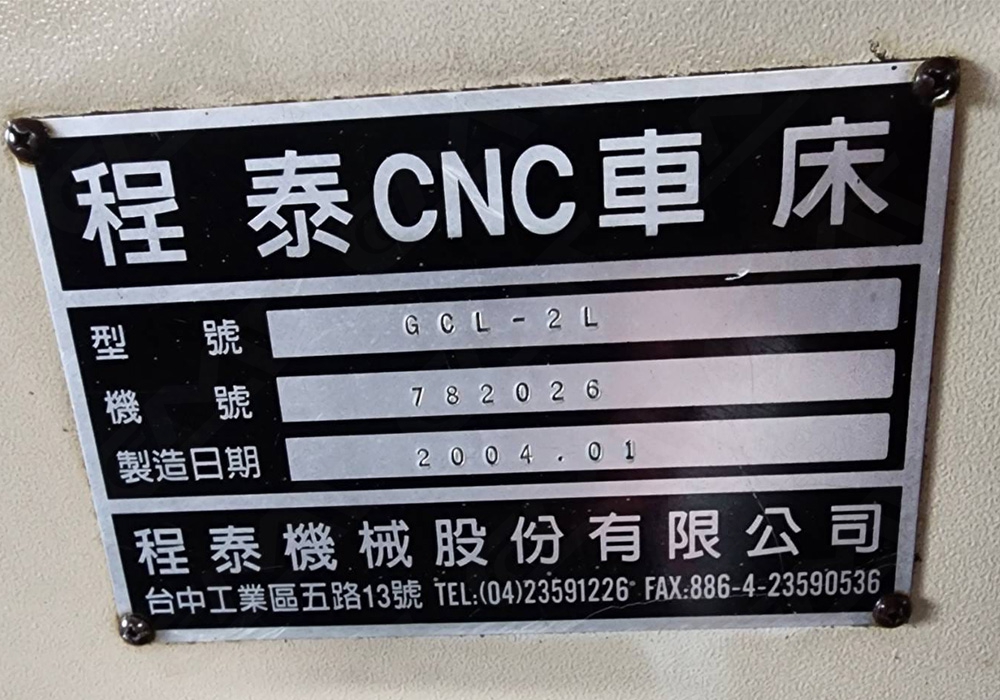 程泰CNC車床
型號 GCL-2L
機號 782026
製造日期 2004.01
程泰機械股份有限公司
台中工業區五路13號 TEL:(04)23591226 FAX:886-4-23590536